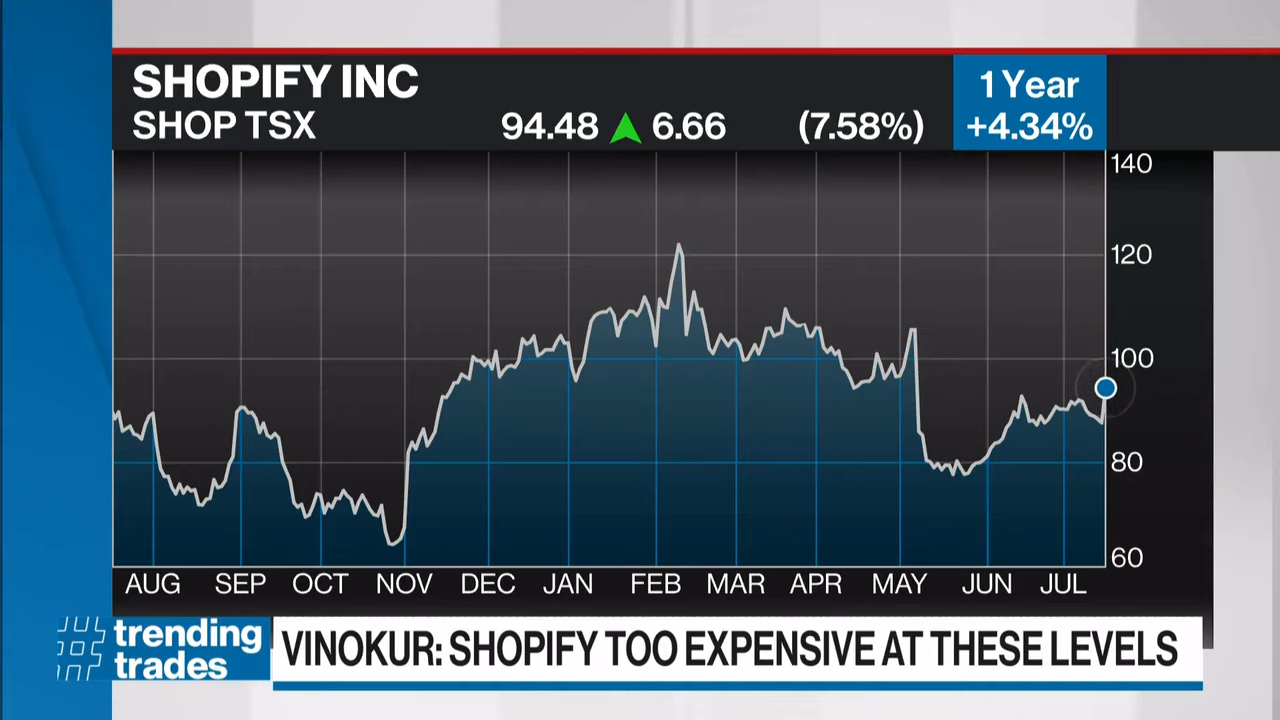 SHOPIFY INC
SHOP TSX
94.48 ▲ 6.66 (7.58%)
1 Year
+4.34%
140
120
100
80
60
AUG SEP OCT NOV DEC JAN FEB MAR APR MAY JUN JUL
trending
trades
VINOKUR: SHOPIFY TOO EXPENSIVE AT THESE LEVELS